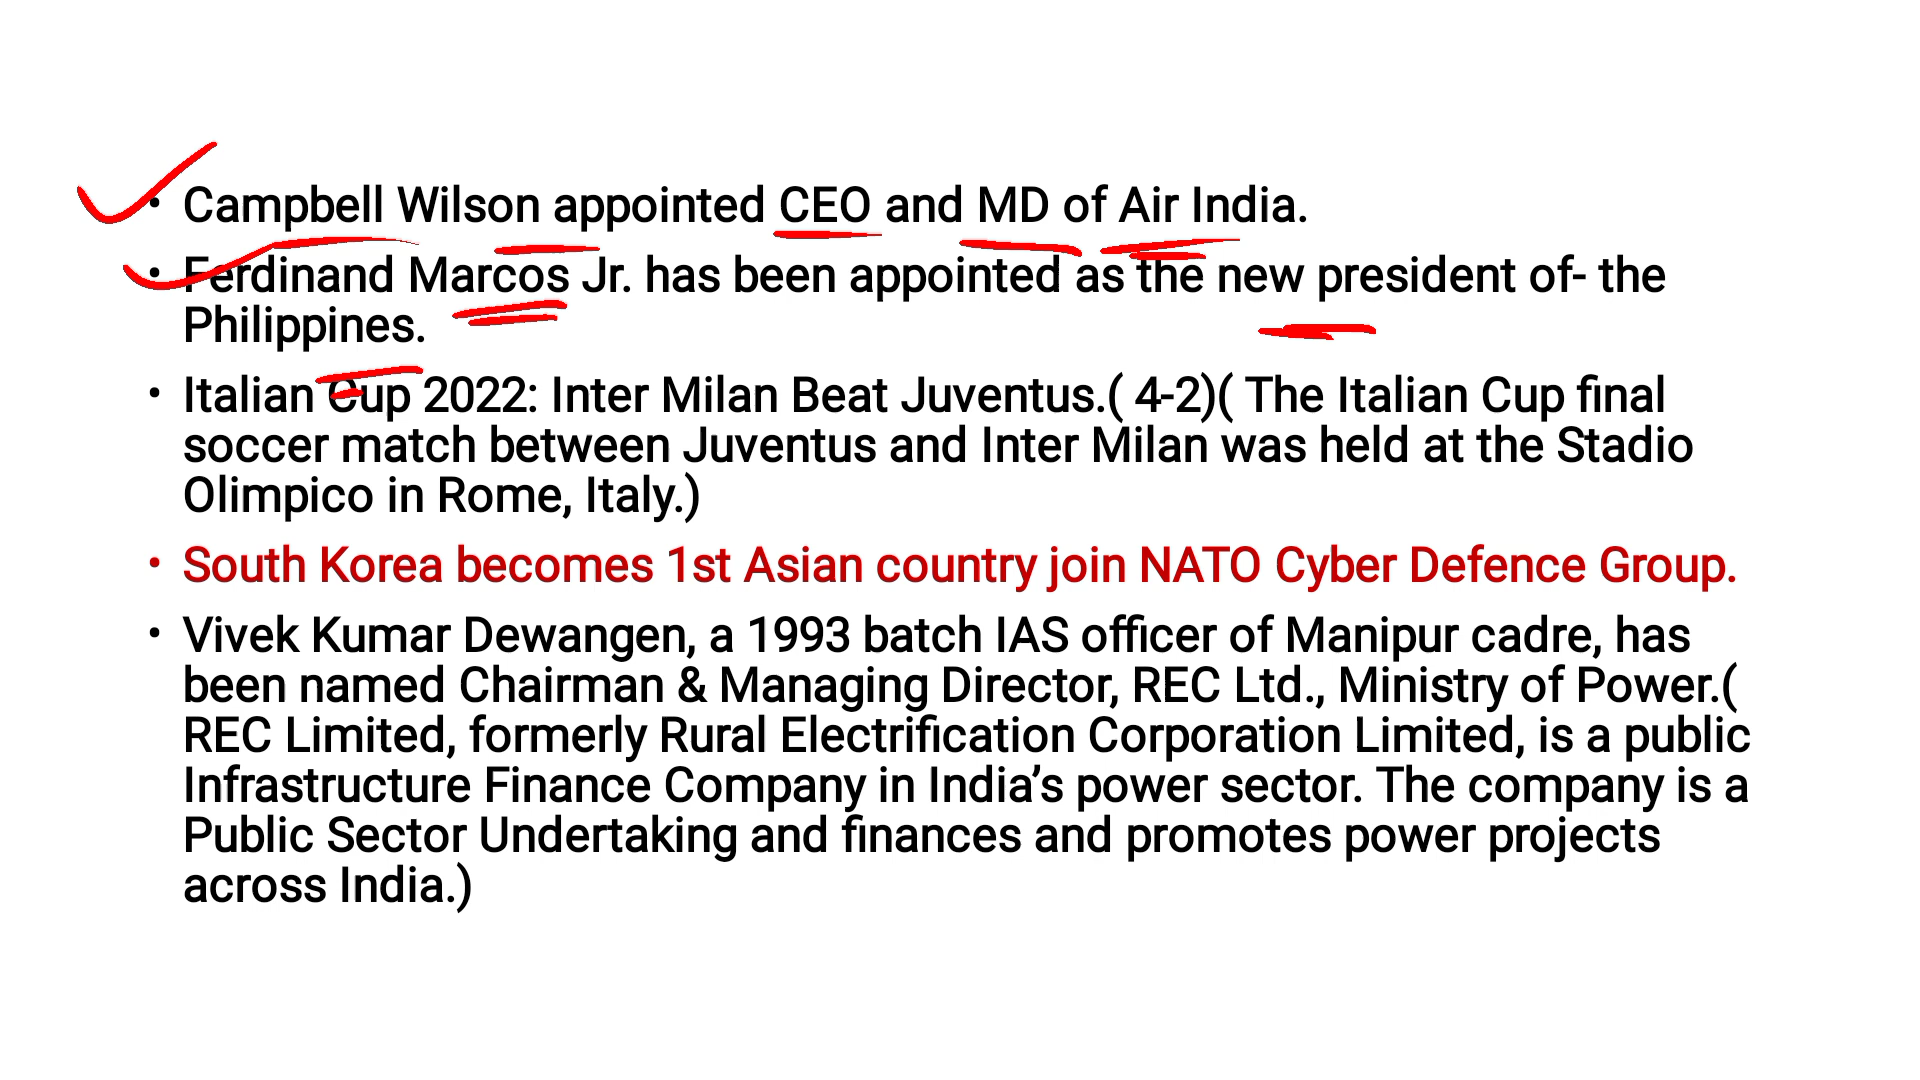 • Campbell Wilson appointed CEO and MD of Air India.
• Ferdinand Marcos Jr. has been appointed as the new president of- the
Philippines.
• Italian Cup 2022: Inter Milan Beat Juventus.( 4-2)( The Italian Cup final
soccer match between Juventus and Inter Milan was held at the Stadio
Olimpico in Rome, Italy.)
• South Korea becomes 1st Asian country join NATO Cyber Defence Group.
• Vivek Kumar Dewangen, a 1993 batch IAS officer of Manipur cadre, has
been named Chairman & Managing Director, REC Ltd., Ministry of Power.(
REC Limited, formerly Rural Electrification Corporation Limited, is a public
Infrastructure Finance Company in India’s power sector. The company is a
Public Sector Undertaking and finances and promotes power projects
across India.)